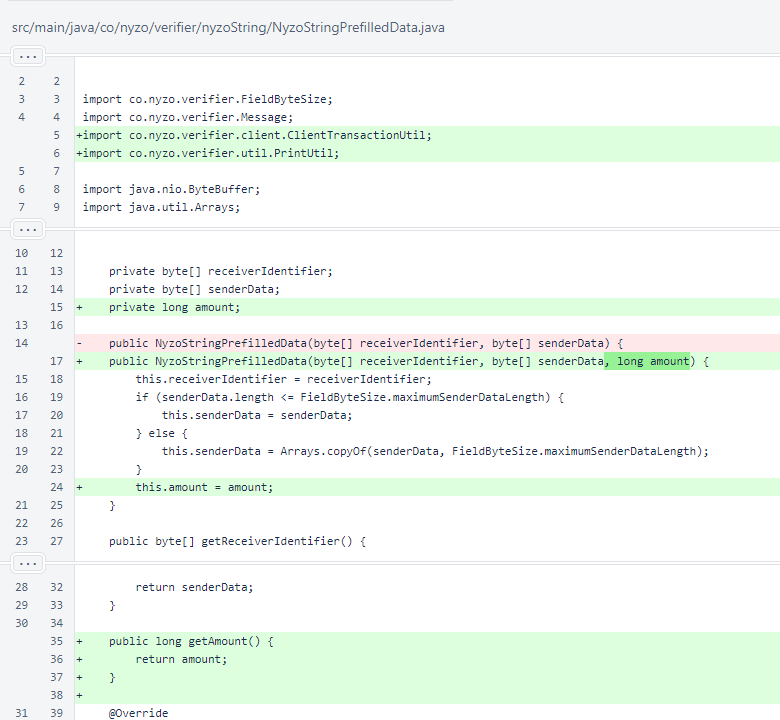 src/main/java/co/nyzo/verifier/nyzoString/NyzoStringPrefilledData.java
...
2 2
3 3 import co.nyzo.verifier.FieldByteSize;
4 4 import co.nyzo.verifier.Message;
5 +import co.nyzo.verifier.client.ClientTransactionUtil;
6 +import co.nyzo.verifier.util.PrintUtil;
5 7
6 8 import java.nio.ByteBuffer;
7 9 import java.util.Arrays;
...
10 12
11 13 private byte[] receiverIdentifier;
12 14 private byte[] senderData;
15 + private long amount;
13 16
14 - public NyzoStringPrefilledData(byte[] receiverIdentifier, byte[] senderData) {
17 + public NyzoStringPrefilledData(byte[] receiverIdentifier, byte[] senderData, long amount) {
15 18 this.receiverIdentifier = receiverIdentifier;
16 19 if (senderData.length <= FieldByteSize.maximumSenderDataLength) {
17 20 this.senderData = senderData;
18 21 } else {
19 22 this.senderData = Arrays.copyOf(senderData, FieldByteSize.maximumSenderDataLength);
20 23 }
24 + this.amount = amount;
21 25 }
22 26
23 27 public byte[] getReceiverIdentifier() {
...
28 32 return senderData;
29 33 }
30 34
35 + public long getAmount() {
36 + return amount;
37 + }
38 +
31 39 @Override